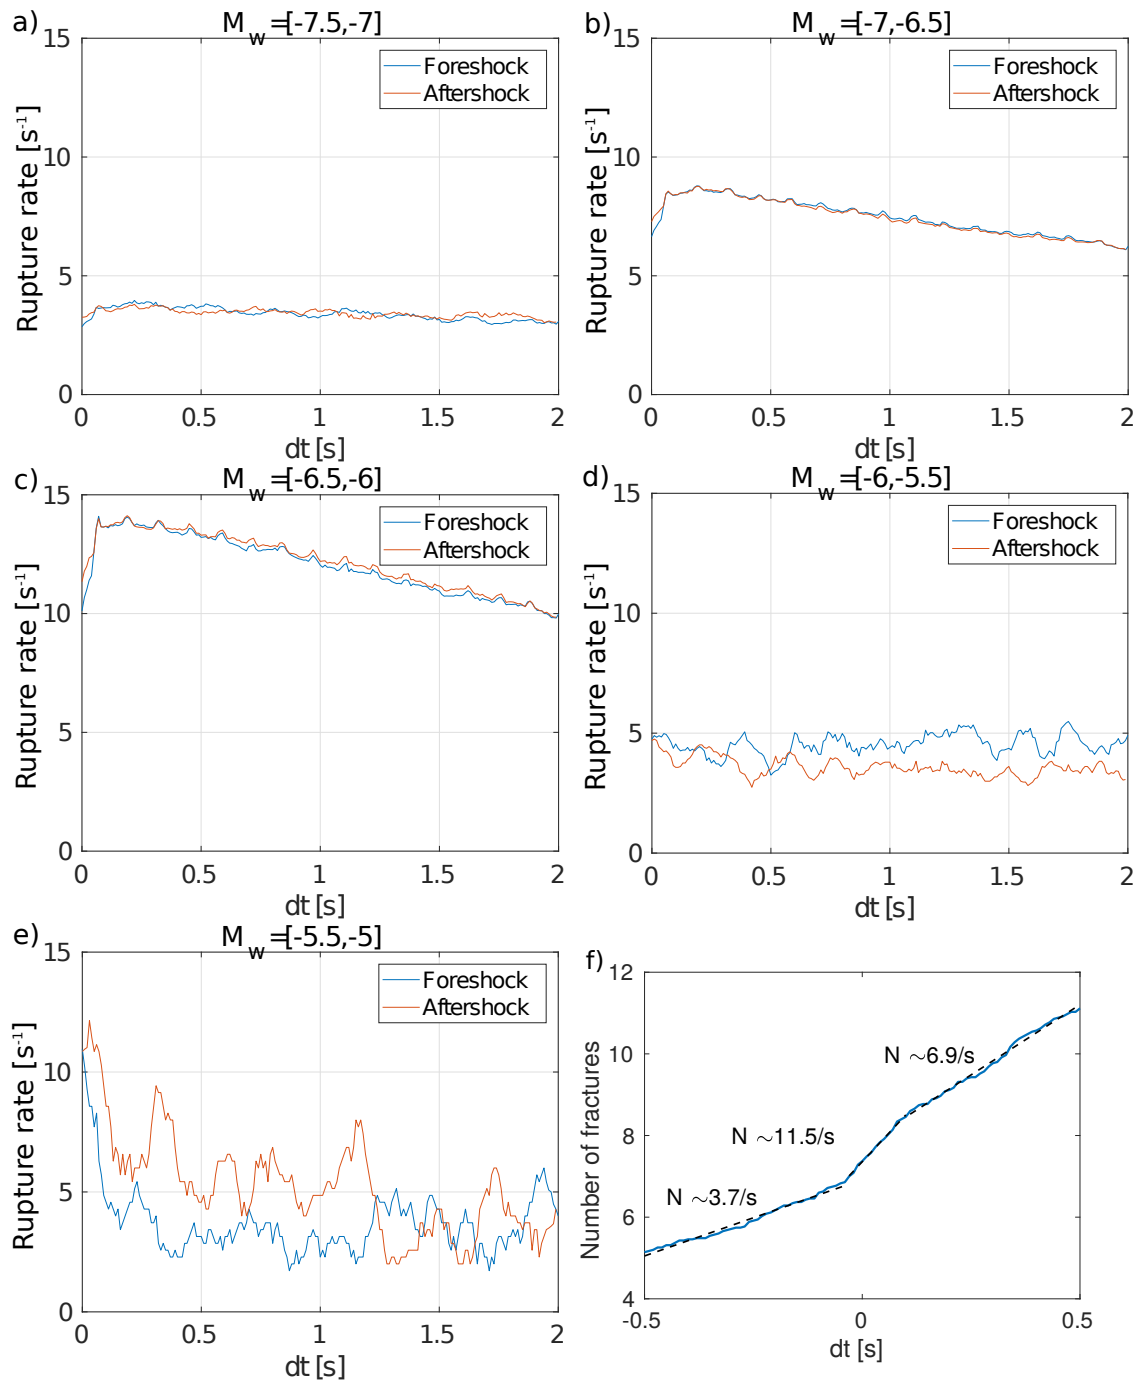 a)
M_w=[-7.5,-7]
15
10
5
0
Rupture rate [s⁻¹]
Foreshock
Aftershock
0 0.5 1 1.5 2
dt [s]
b)
M_w=[-7,-6.5]
15
10
5
0
Rupture rate [s⁻¹]
Foreshock
Aftershock
0 0.5 1 1.5 2
dt [s]
c)
M_w=[-6.5,-6]
15
10
5
0
Rupture rate [s⁻¹]
Foreshock
Aftershock
0 0.5 1 1.5 2
dt [s]
d)
M_w=[-6,-5.5]
15
10
5
0
Rupture rate [s⁻¹]
Foreshock
Aftershock
0 0.5 1 1.5 2
dt [s]
e)
M_w=[-5.5,-5]
15
10
5
0
Rupture rate [s⁻¹]
Foreshock
Aftershock
0 0.5 1 1.5 2
dt [s]
f)
12
10
8
6
4
Number of fractures
N ~6.9/s
N ~11.5/s
N ~3.7/s
-0.5 0 0.5
dt [s]